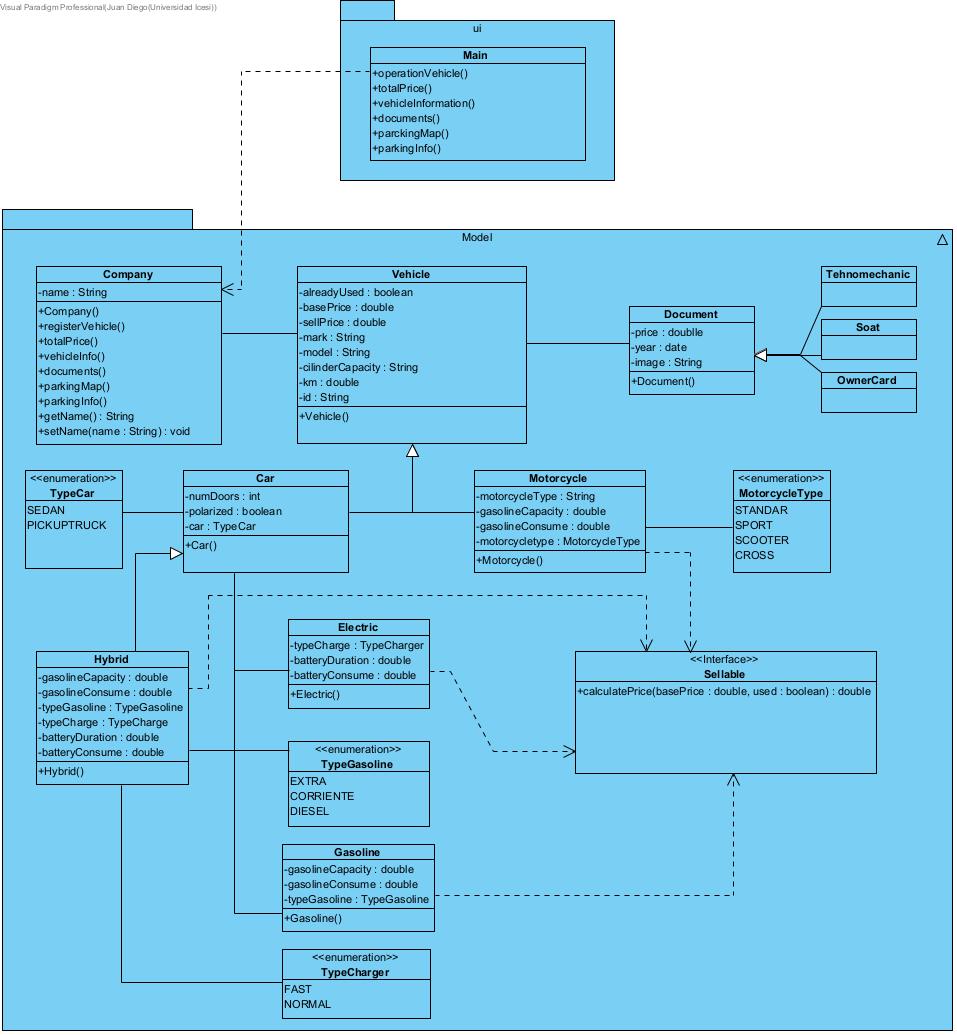 Visual Paradigm Professional(Juan Diego(Universidad Icesi))
ui
Main
+operationVehicle()
+totalPrice()
+vehicleInformation()
+documents()
+parckingMap()
+parkingInfo()
Model
Company
-name : String
+Company()
+registerVehicle()
+totalPrice()
+vehicleInfo()
+documents()
+parkingMap()
+parkingInfo()
+getName() : String
+setName(name : String) : void
Vehicle
-alreadyUsed : boolean
-basePrice : double
-sellPrice : double
-mark : String
-model : String
-cilinderCapacity : String
-km : double
-id : String
+Vehicle()
Document
-price : doublle
-year : date
-image : String
+Document()
Tehnomechanic
Soat
OwnerCard
<<enumeration>>
TypeCar
SEDAN
PICKUPTRUCK
Car
-numDoors : int
-polarized : boolean
-car : TypeCar
+Car()
Motorcycle
-motorcycleType : String
-gasolineCapacity : double
-gasolineConsume : double
-motorcycletype : MotorcycleType
+Motorcycle()
<<enumeration>>
MotorcycleType
STANDAR
SPORT
SCOOTER
CROSS
Hybrid
-gasolineCapacity : double
-gasolineConsume : double
-typeGasoline : TypeGasoline
-typeCharge : TypeCharge
-batteryDuration : double
-batteryConsume : double
+Hybrid()
Electric
-typeCharge : TypeCharger
-batteryDuration : double
-batteryConsume : double
+Electric()
<<Interface>>
Sellable
+calculatePrice(basePrice : double, used : boolean) : double
<<enumeration>>
TypeGasoline
EXTRA
CORRIENTE
DIESEL
Gasoline
-gasolineCapacity : double
-gasolineConsume : double
-typeGasoline : TypeGasoline
+Gasoline()
<<enumeration>>
TypeCharger
FAST
NORMAL